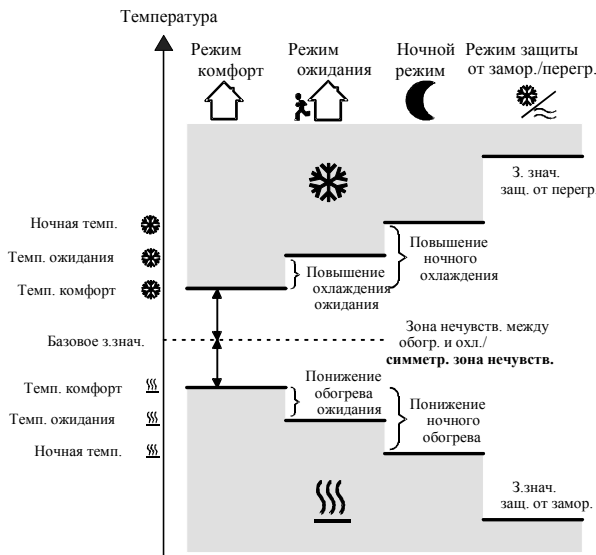 Температура
Режим
комфорт
Режим
ожидания
Ночной
режим
Режим защиты
от замор./перегр.
З. знач.
защ. от перегр.
Ночная темп.
Темп. ожидания
Темп. комфорт
Повышение
охлаждения
ожидания
Повышение
ночного
охлаждения
Базовое з.знач.
Зона нечувств. между
обогр. и охл./
симметр. зона нечувств.
Темп. комфорт
Темп. ожидания
Ночная темп.
Понижение
обогрева
ожидания
Понижение
ночного
обогрева
З.знач.
защ. от замор.